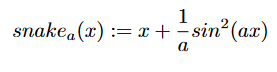 snake_a(x) := x + \frac{1}{a} sin^2(ax)